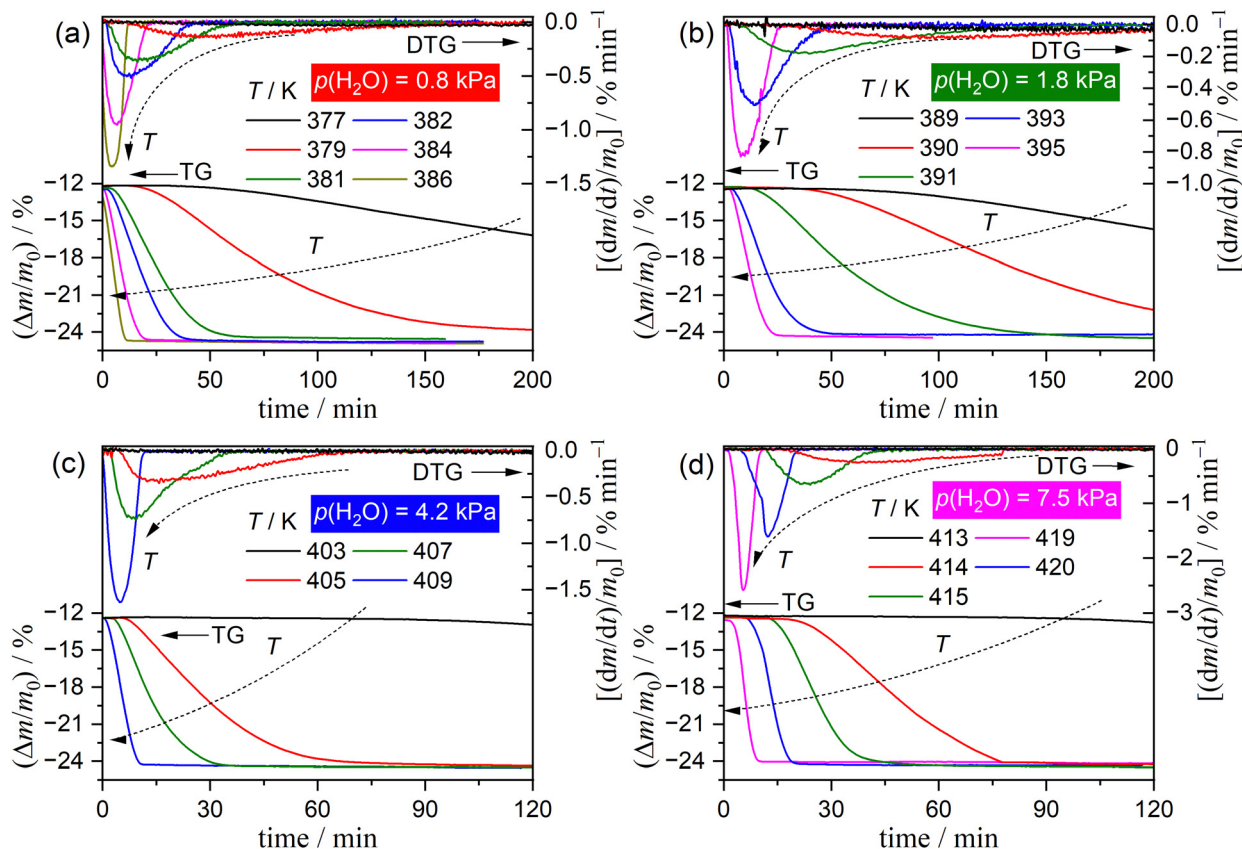 (a)
DTG
p(H₂O) = 0.8 kPa
T / K
377 382
379 384
381 386
T
TG
T
0.0
−0.5
−1.0
−1.5
[(dm/dt)/m₀] / % min⁻¹
−12
−15
−18
−21
−24
(Δm/m₀) / %
0 50 100 150 200
time / min
(b)
DTG
p(H₂O) = 1.8 kPa
T / K
389 393
390 395
391
T
TG
T
0.0
−0.2
−0.4
−0.6
−0.8
−1.0
[(dm/dt)/m₀] / % min⁻¹
−12
−15
−18
−21
−24
(Δm/m₀) / %
0 50 100 150 200
time / min
(c)
DTG
p(H₂O) = 4.2 kPa
T / K
403 407
405 409
T
TG
T
0.0
−0.5
−1.0
−1.5
[(dm/dt)/m₀] / % min⁻¹
−12
−15
−18
−21
−24
(Δm/m₀) / %
0 30 60 90 120
time / min
(d)
DTG
p(H₂O) = 7.5 kPa
T / K
413 419
414 420
415
T
TG
T
0
−1
−2
−3
[(dm/dt)/m₀] / % min⁻¹
−12
−15
−18
−21
−24
(Δm/m₀) / %
0 30 60 90 120
time / min